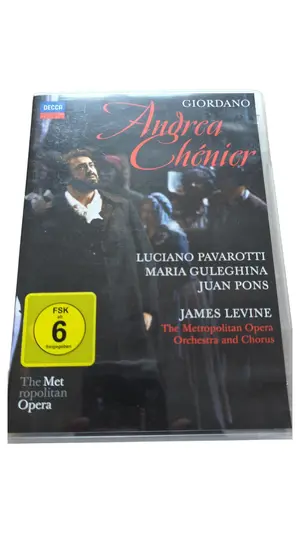 DECCA
GIORDANO
Andrea
Chénier
LUCIANO PAVAROTTI
MARIA GULEGHINA
JUAN PONS
JAMES LEVINE
The Metropolitan Opera
Orchestra and Chorus
FSK
ab
6
freigegeben
The Met
ropolitan
Opera